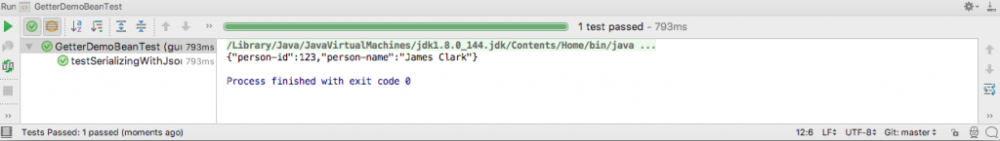 Run GetterDemoBeanTest
1 test passed - 793ms
GetterDemoBeanTest (gu 793ms
testSerializingWithJson 793ms
/Library/Java/JavaVirtualMachines/jdk1.8.0_144.jdk/Contents/Home/bin/java ...
{"person-id":123,"person-name":"James Clark"}
Process finished with exit code 0
Tests Passed: 1 passed (moments ago) 12:6 LF UTF-8 Git: master